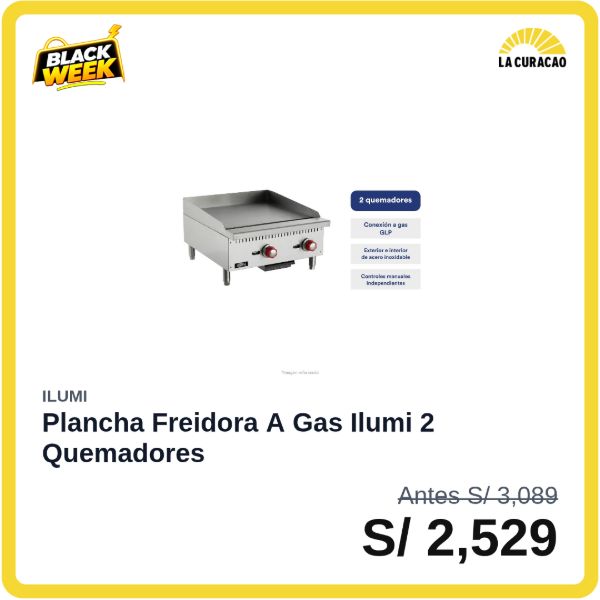 BLACK
WEEK
LA CURACAO
2 quemadores
Conexión a gas
GLP
Exterior e interior
de acero inoxidable
Controles manuales
independientes
ILUMI
Plancha Freidora A Gas Ilumi 2
Quemadores
Antes S/ 3,089
S/ 2,529